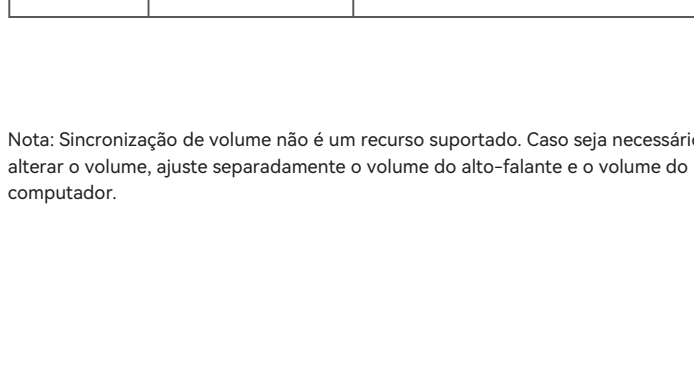 Nota: Sincronização de volume não é um recurso suportado. Caso seja necessário
alterar o volume, ajuste separadamente o volume do alto-falante e o volume do
computador.